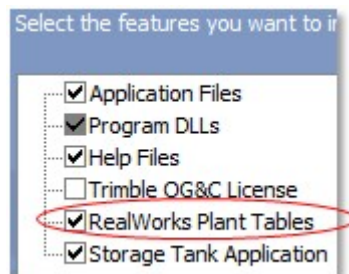 Select the features you want to
Application Files
Program DLLs
Help Files
Trimble OG&C License
RealWorks Plant Tables
Storage Tank Application